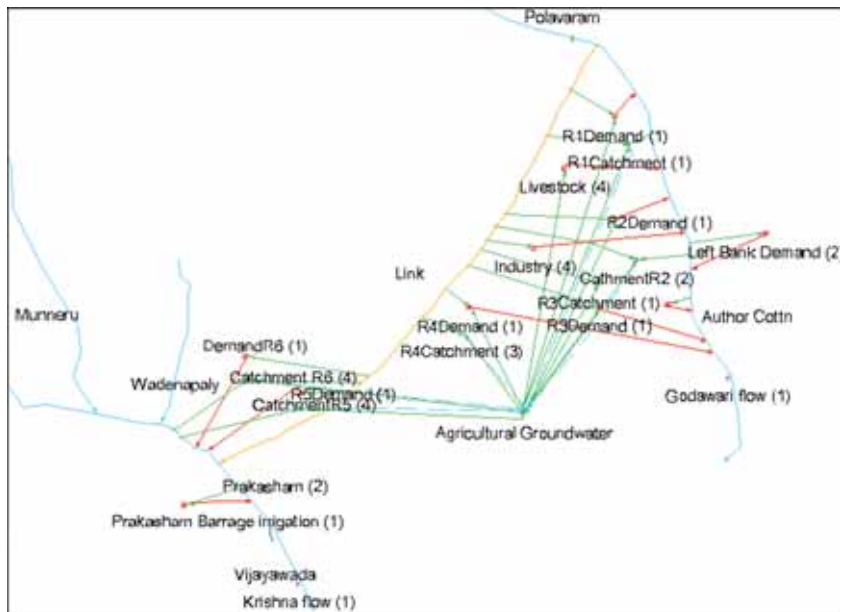 Polavaram
R1Demand (1)
R1Catchment (1)
Livestock (4)
R2Demand (1)
Left Bank Demand (2
Industry (4)
CathmentR2 (2)
Link
R3Catchment (1)
Munneru
R4Demand (1)
R3Demand (1)
Author Cottn
DemandR6 (1)
R4Catchment (3)
Wadenapaly
Catchment R6 (4)
R5Demand (1)
Godawari flow (1)
CatchmentR5 (4)
Agricultural Groundwater
Prakasham (2)
Prakasham Barrage inrigation (1)
Vijayawada
Krishna flow (1)